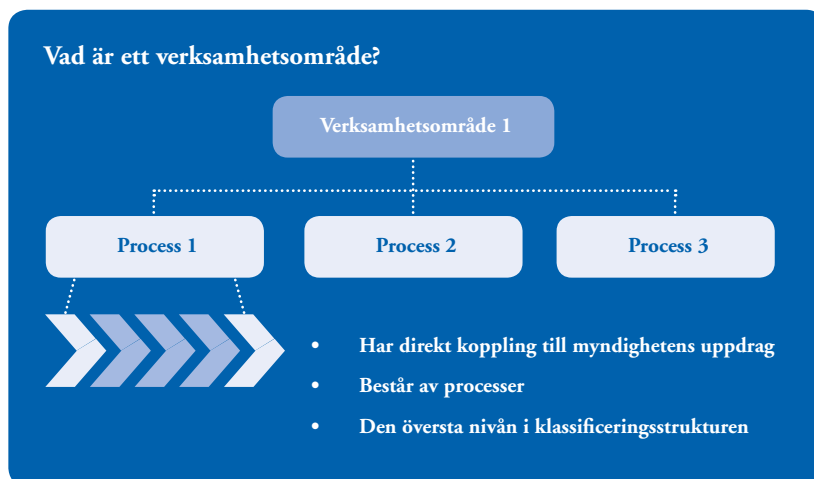 Vad är ett verksamhetsområde?
Verksamhetsområde 1
Process 1
Process 2
Process 3
• Har direkt koppling till myndighetens uppdrag
• Består av processer
• Den översta nivån i klassificeringsstrukturen